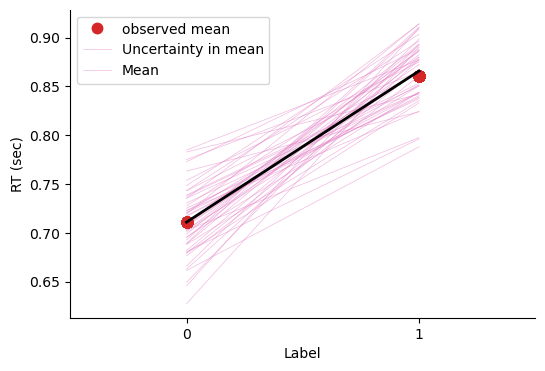 observed mean
Uncertainty in mean
Mean
0.90
0.85
0.80
0.75
0.70
0.65
RT (sec)
0 1
Label